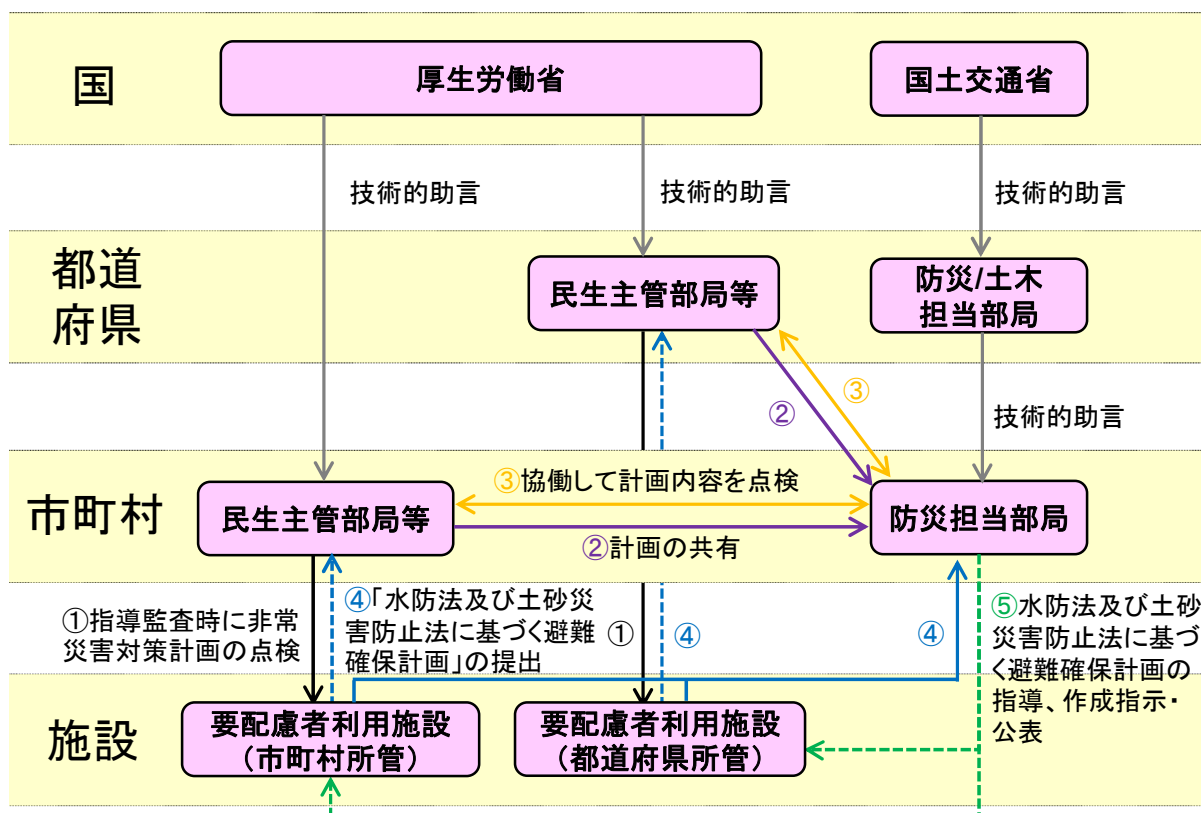 国
厚生労働省
国土交通省
技術的助言
技術的助言
技術的助言
都道
府県
民生主管部局等
防災/土木
担当部局
③
②
技術的助言
市町村
③協働して計画内容を点検
民生主管部局等
防災担当部局
②計画の共有
①指導監査時に非常
災害対策計画の点検
④「水防法及び土砂災
害防止法に基づく避難
確保計画」の提出
①
④
④
⑤水防法及び土砂
災害防止法に基づ
く避難確保計画の
指導、作成指示・
公表
施設
要配慮者利用施設
（市町村所管）
要配慮者利用施設
（都道府県所管）